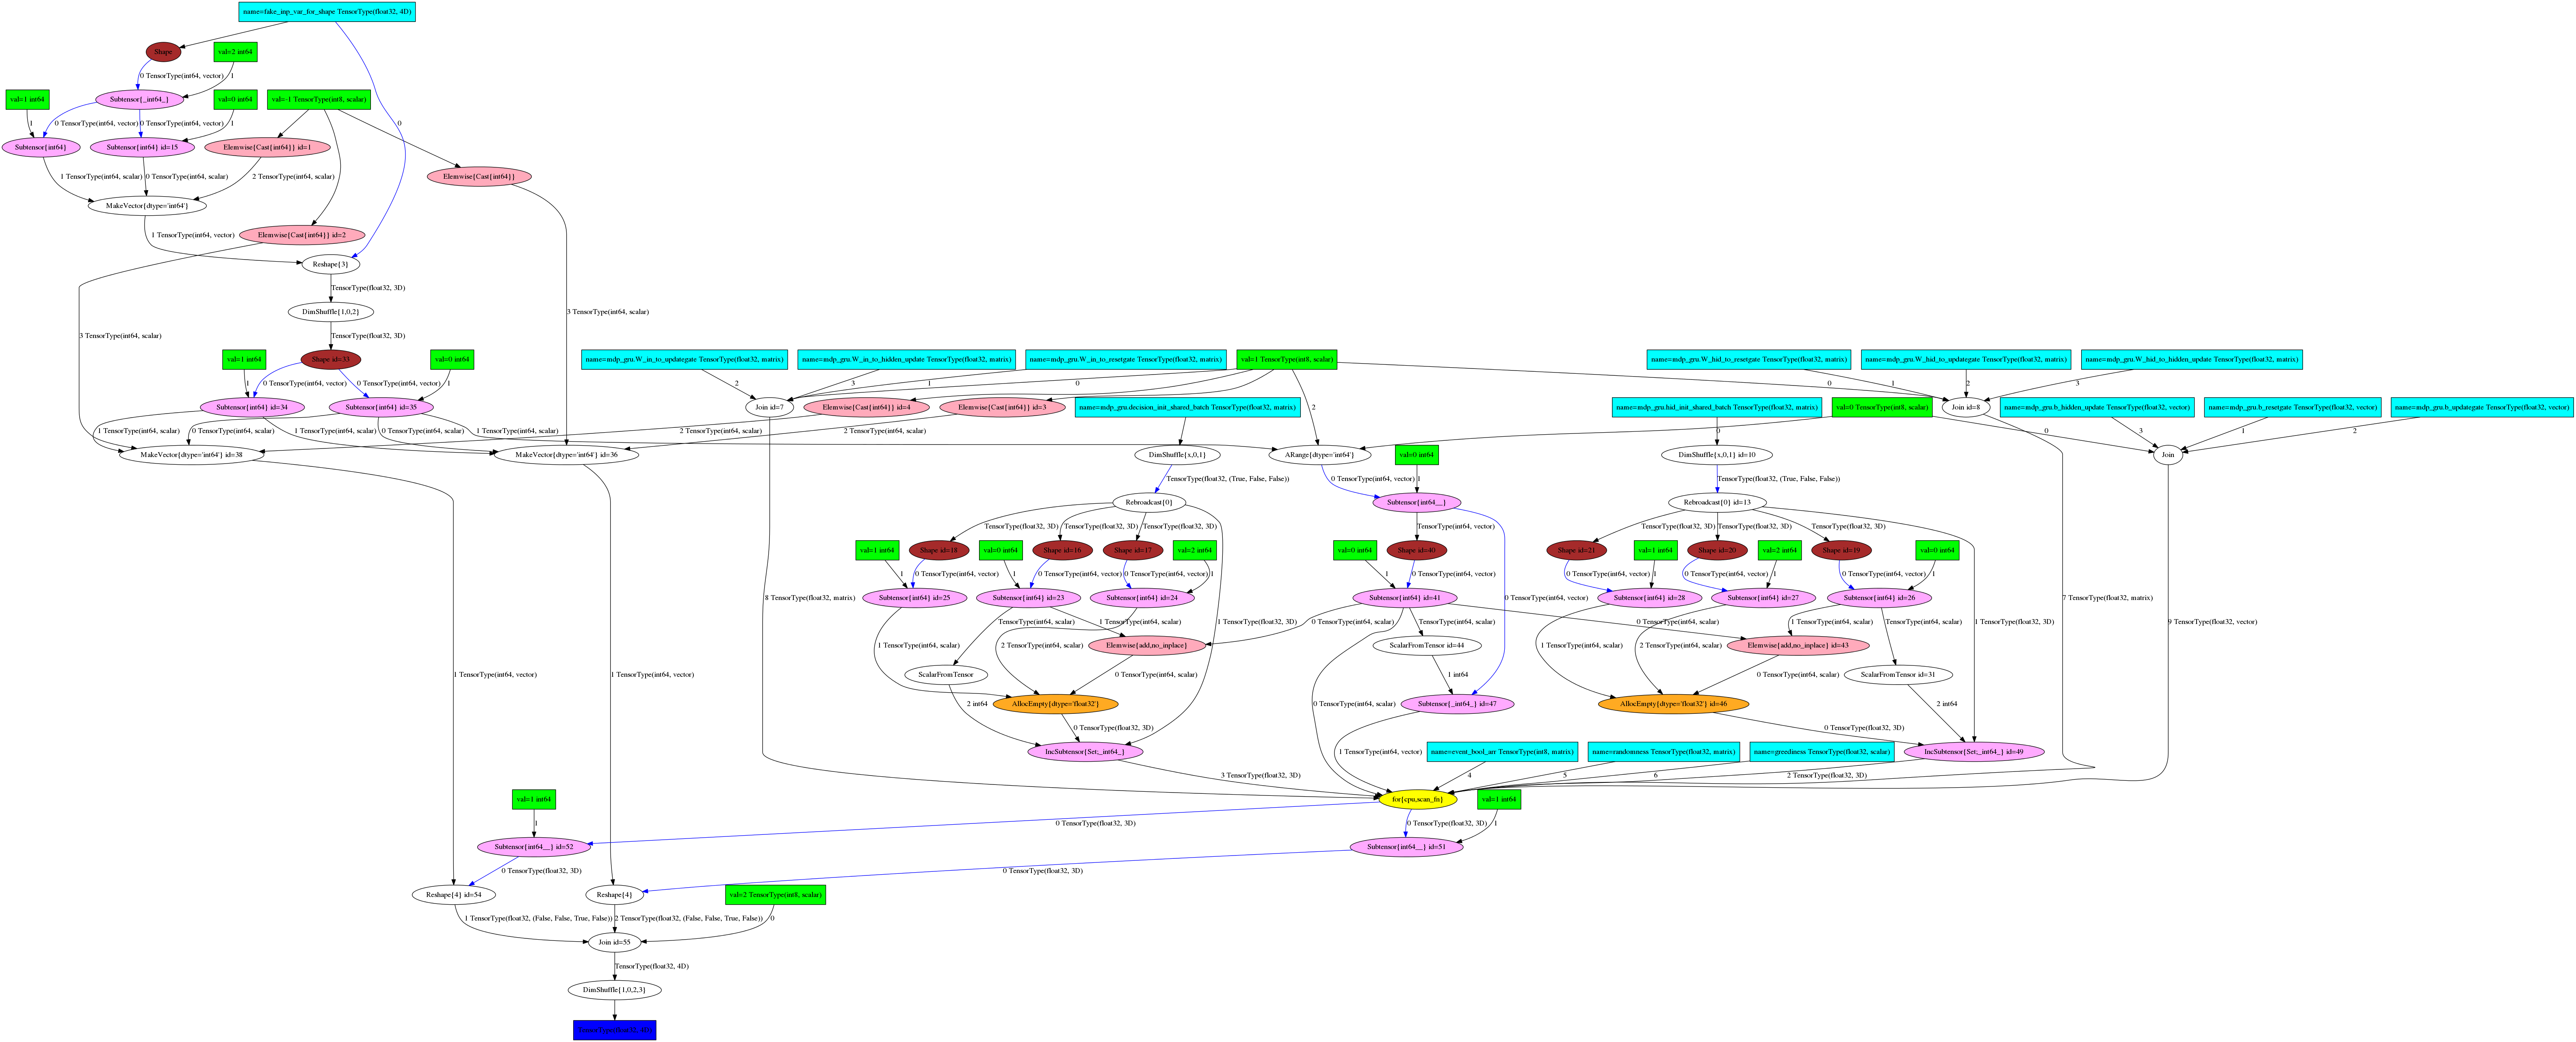 name=fake_inp_var_for_shape TensorType(float32, 4D)
Shape
val=2 int64
0 TensorType(int64, vector)
1
val=1 int64
Subtensor{_int64_}
val=0 int64
val=-1 TensorType(int8, scalar)
1
0 TensorType(int64, vector)
0 TensorType(int64, vector)
1
0
Subtensor{int64}
Subtensor{int64} id=15
Elemwise{Cast{int64}} id=1
Elemwise{Cast{int64}}
1 TensorType(int64, scalar)
0 TensorType(int64, scalar)
2 TensorType(int64, scalar)
MakeVector{dtype='int64'}
1 TensorType(int64, vector)
Elemwise{Cast{int64}} id=2
Reshape{3}
TensorType(float32, 3D)
DimShuffle{1,0,2}
3 TensorType(int64, scalar)
TensorType(float32, 3D)
3 TensorType(int64, scalar)
val=1 int64
Shape id=33
val=0 int64
name=mdp_gru.W_in_to_updategate TensorType(float32, matrix)
name=mdp_gru.W_in_to_hidden_update TensorType(float32, matrix)
name=mdp_gru.W_in_to_resetgate TensorType(float32, matrix)
val=1 TensorType(int8, scalar)
name=mdp_gru.W_hid_to_resetgate TensorType(float32, matrix)
name=mdp_gru.W_hid_to_updategate TensorType(float32, matrix)
name=mdp_gru.W_hid_to_hidden_update TensorType(float32, matrix)
1
0 TensorType(int64, vector)
0 TensorType(int64, vector)
1
2
3
1
0
2
0
1
2
3
Subtensor{int64} id=34
Subtensor{int64} id=35
Join id=7
Elemwise{Cast{int64}} id=4
Elemwise{Cast{int64}} id=3
name=mdp_gru.decision_init_shared_batch TensorType(float32, matrix)
name=mdp_gru.hid_init_shared_batch TensorType(float32, matrix)
val=0 TensorType(int8, scalar)
Join id=8
name=mdp_gru.b_hidden_update TensorType(float32, vector)
name=mdp_gru.b_resetgate TensorType(float32, vector)
name=mdp_gru.b_updategate TensorType(float32, vector)
1 TensorType(int64, scalar)
0 TensorType(int64, scalar)
1 TensorType(int64, scalar)
0 TensorType(int64, scalar)
1 TensorType(int64, scalar)
2 TensorType(int64, scalar)
2 TensorType(int64, scalar)
0
0
3
1
2
MakeVector{dtype='int64'} id=38
MakeVector{dtype='int64'} id=36
DimShuffle{x,0,1}
ARange{dtype='int64'}
val=0 int64
DimShuffle{x,0,1} id=10
Join
TensorType(float32, (True, False, False))
0 TensorType(int64, vector)
1
TensorType(float32, (True, False, False))
Rebroadcast{0}
Subtensor{int64__}
Rebroadcast{0} id=13
TensorType(float32, 3D)
TensorType(float32, 3D)
TensorType(float32, 3D)
TensorType(int64, vector)
TensorType(float32, 3D)
TensorType(float32, 3D)
TensorType(float32, 3D)
val=1 int64
Shape id=18
val=0 int64
Shape id=16
Shape id=17
val=2 int64
val=0 int64
Shape id=40
Shape id=21
val=1 int64
Shape id=20
val=2 int64
Shape id=19
val=0 int64
1
0 TensorType(int64, vector)
1
0 TensorType(int64, vector)
0 TensorType(int64, vector)
1
1
0 TensorType(int64, vector)
0 TensorType(int64, vector)
1
0 TensorType(int64, vector)
1
0 TensorType(int64, vector)
1
Subtensor{int64} id=25
Subtensor{int64} id=23
Subtensor{int64} id=24
8 TensorType(float32, matrix)
Subtensor{int64} id=41
0 TensorType(int64, vector)
Subtensor{int64} id=28
Subtensor{int64} id=27
Subtensor{int64} id=26
7 TensorType(float32, matrix)
TensorType(int64, scalar)
1 TensorType(int64, scalar)
1 TensorType(float32, 3D)
0 TensorType(int64, scalar)
TensorType(int64, scalar)
0 TensorType(int64, scalar)
1 TensorType(int64, scalar)
TensorType(int64, scalar)
1 TensorType(float32, 3D)
9 TensorType(float32, vector)
1 TensorType(int64, scalar)
2 TensorType(int64, scalar)
Elemwise{add,no_inplace}
ScalarFromTensor id=44
1 TensorType(int64, scalar)
2 TensorType(int64, scalar)
Elemwise{add,no_inplace} id=43
1 TensorType(int64, vector)
1 TensorType(int64, vector)
ScalarFromTensor
0 TensorType(int64, scalar)
1 int64
0 TensorType(int64, scalar)
ScalarFromTensor id=31
2 int64
AllocEmpty{dtype='float32'}
0 TensorType(int64, scalar)
Subtensor{_int64_} id=47
AllocEmpty{dtype='float32'} id=46
2 int64
0 TensorType(float32, 3D)
0 TensorType(float32, 3D)
IncSubtensor{Set;_int64_}
1 TensorType(int64, vector)
name=event_bool_arr TensorType(int8, matrix)
name=randomness TensorType(float32, matrix)
name=greediness TensorType(float32, scalar)
IncSubtensor{Set;_int64_} id=49
3 TensorType(float32, 3D)
4
5
6
2 TensorType(float32, 3D)
val=1 int64
for{cpu,scan_fn}
val=1 int64
1
0 TensorType(float32, 3D)
0 TensorType(float32, 3D)
1
Subtensor{int64__} id=52
Subtensor{int64__} id=51
0 TensorType(float32, 3D)
0 TensorType(float32, 3D)
Reshape{4} id=54
Reshape{4}
val=2 TensorType(int8, scalar)
1 TensorType(float32, (False, False, True, False))
2 TensorType(float32, (False, False, True, False))
0
Join id=55
TensorType(float32, 4D)
DimShuffle{1,0,2,3}
TensorType(float32, 4D)